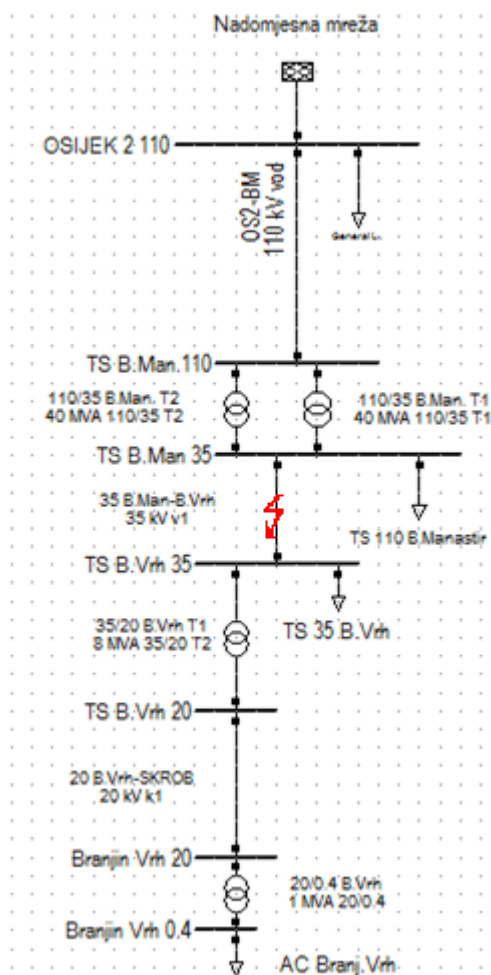 Nadomjesna mreža
OSIJEK 2 110
OS2-BM
110 kV vod
General L..
TS B.Man.110
110/35 B.Man. T2
40 MVA 110/35 T2
110/35 B.Man. T1
40 MVA 110/35 T1
TS B.Man 35
35 B.Man-B.Vrh
35 kV v1
TS 110 B.Manastir
TS B.Vrh 35
35/20 B.Vrh T1
8 MVA 35/20 T2
TS 35 B.Vrh
TS B.Vrh 20
20 B.Vrh-SKROB
20 kV k1
Branjin Vrh 20
20/0.4 B.Vrh
1 MVA 20/0.4
Branjin Vrh 0.4
AC Branj.Vrh